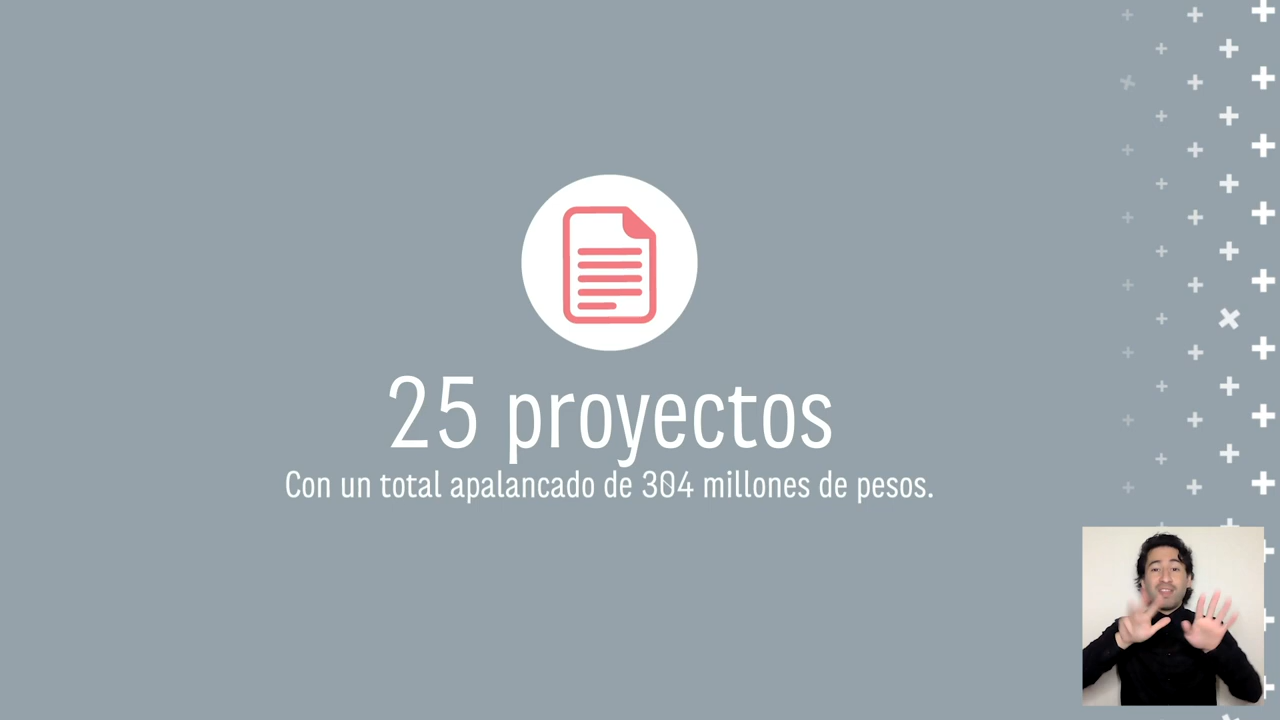 25 proyectos
Con un total apalancado de 304 millones de pesos.